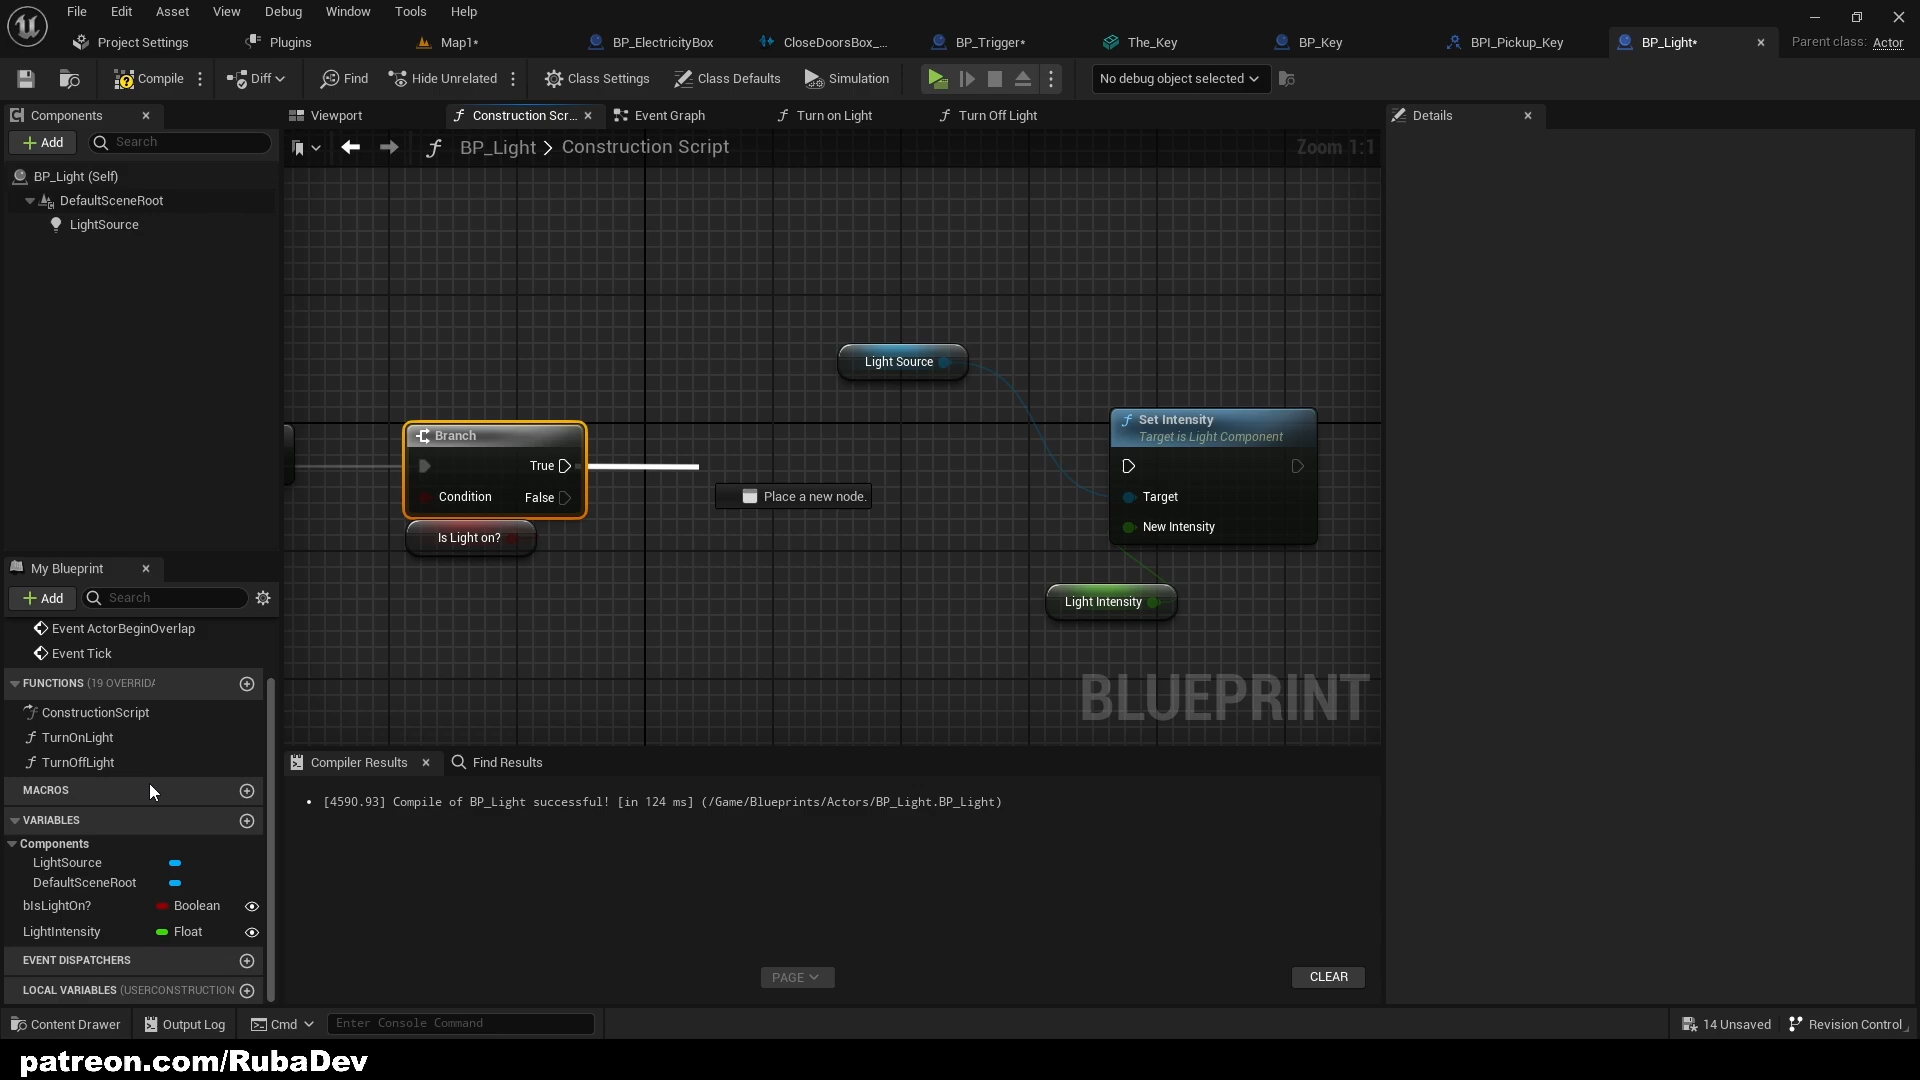 File Edit Asset View Debug Window Tools Help
Project Settings Plugins Map1* BP_ElectricityBox CloseDoorsBox_... BP_Trigger* The_Key BP_Key BPI_Pickup_Key BP_Light* Parent class: Actor
Compile Diff Find Hide Unrelated Class Settings Class Defaults Simulation No debug object selected
Components
Viewport Construction Scr... Event Graph Turn on Light Turn Off Light
Details
Add Search
BP_Light > Construction Script
Zoom 1:1
BP_Light (Self)
DefaultSceneRoot
LightSource
Light Source
Set Intensity
Target is Light Component
Target
New Intensity
Branch
True
Condition False
Is Light on?
Place a new node.
Light Intensity
BLUEPRINT
My Blueprint
Add Search
Event ActorBeginOverlap
Event Tick
FUNCTIONS (19 OVERRIDA
ConstructionScript
TurnOnLight
TurnOffLight
MACROS
VARIABLES
Components
LightSource
DefaultSceneRoot
bIsLightOn? Boolean
LightIntensity Float
EVENT DISPATCHERS
LOCAL VARIABLES (USERCONSTRUCTION
Compiler Results Find Results
• [4590.93] Compile of BP_Light successful! [in 124 ms] (/Game/Blueprints/Actors/BP_Light.BP_Light)
PAGE
CLEAR
Content Drawer Output Log Cmd Enter Console Command 14 Unsaved Revision Control
patreon.com/RubaDev